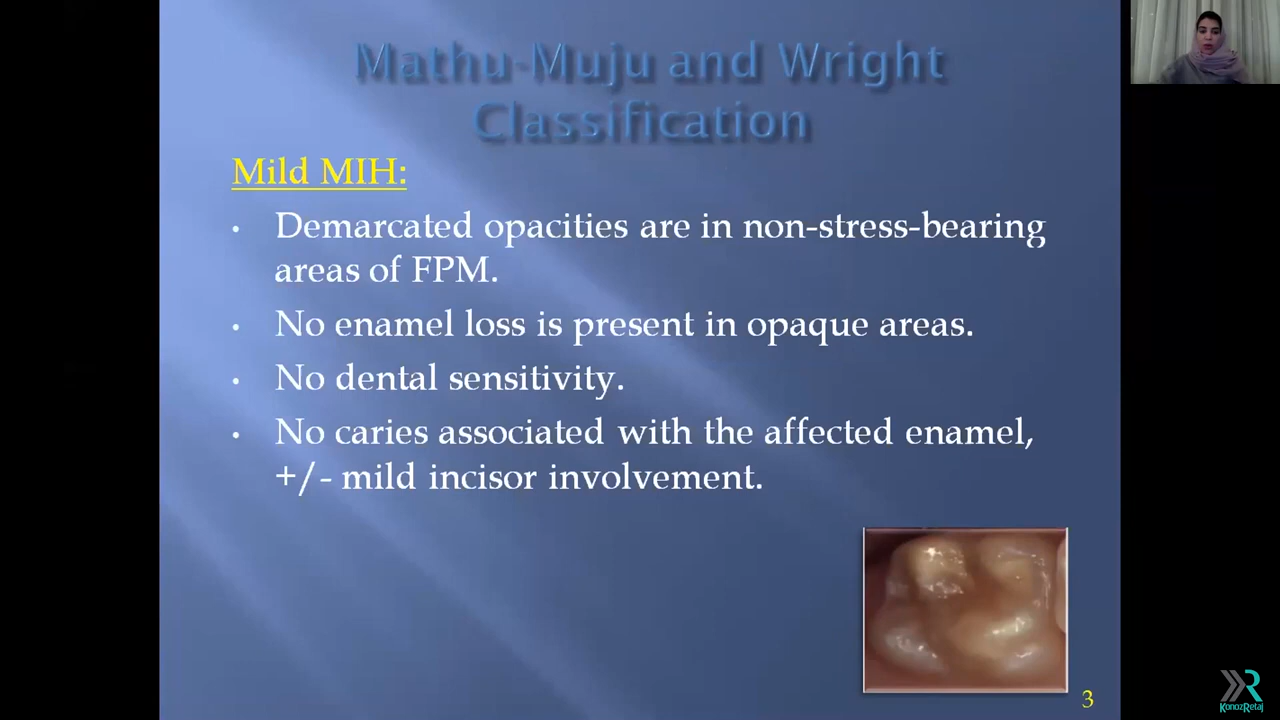 Mathu-Muju and Wright
Classification
Mild MIH:
• Demarcated opacities are in non-stress-bearing
areas of FPM.
• No enamel loss is present in opaque areas.
• No dental sensitivity.
• No caries associated with the affected enamel,
+/- mild incisor involvement.
3
KonozRetaj